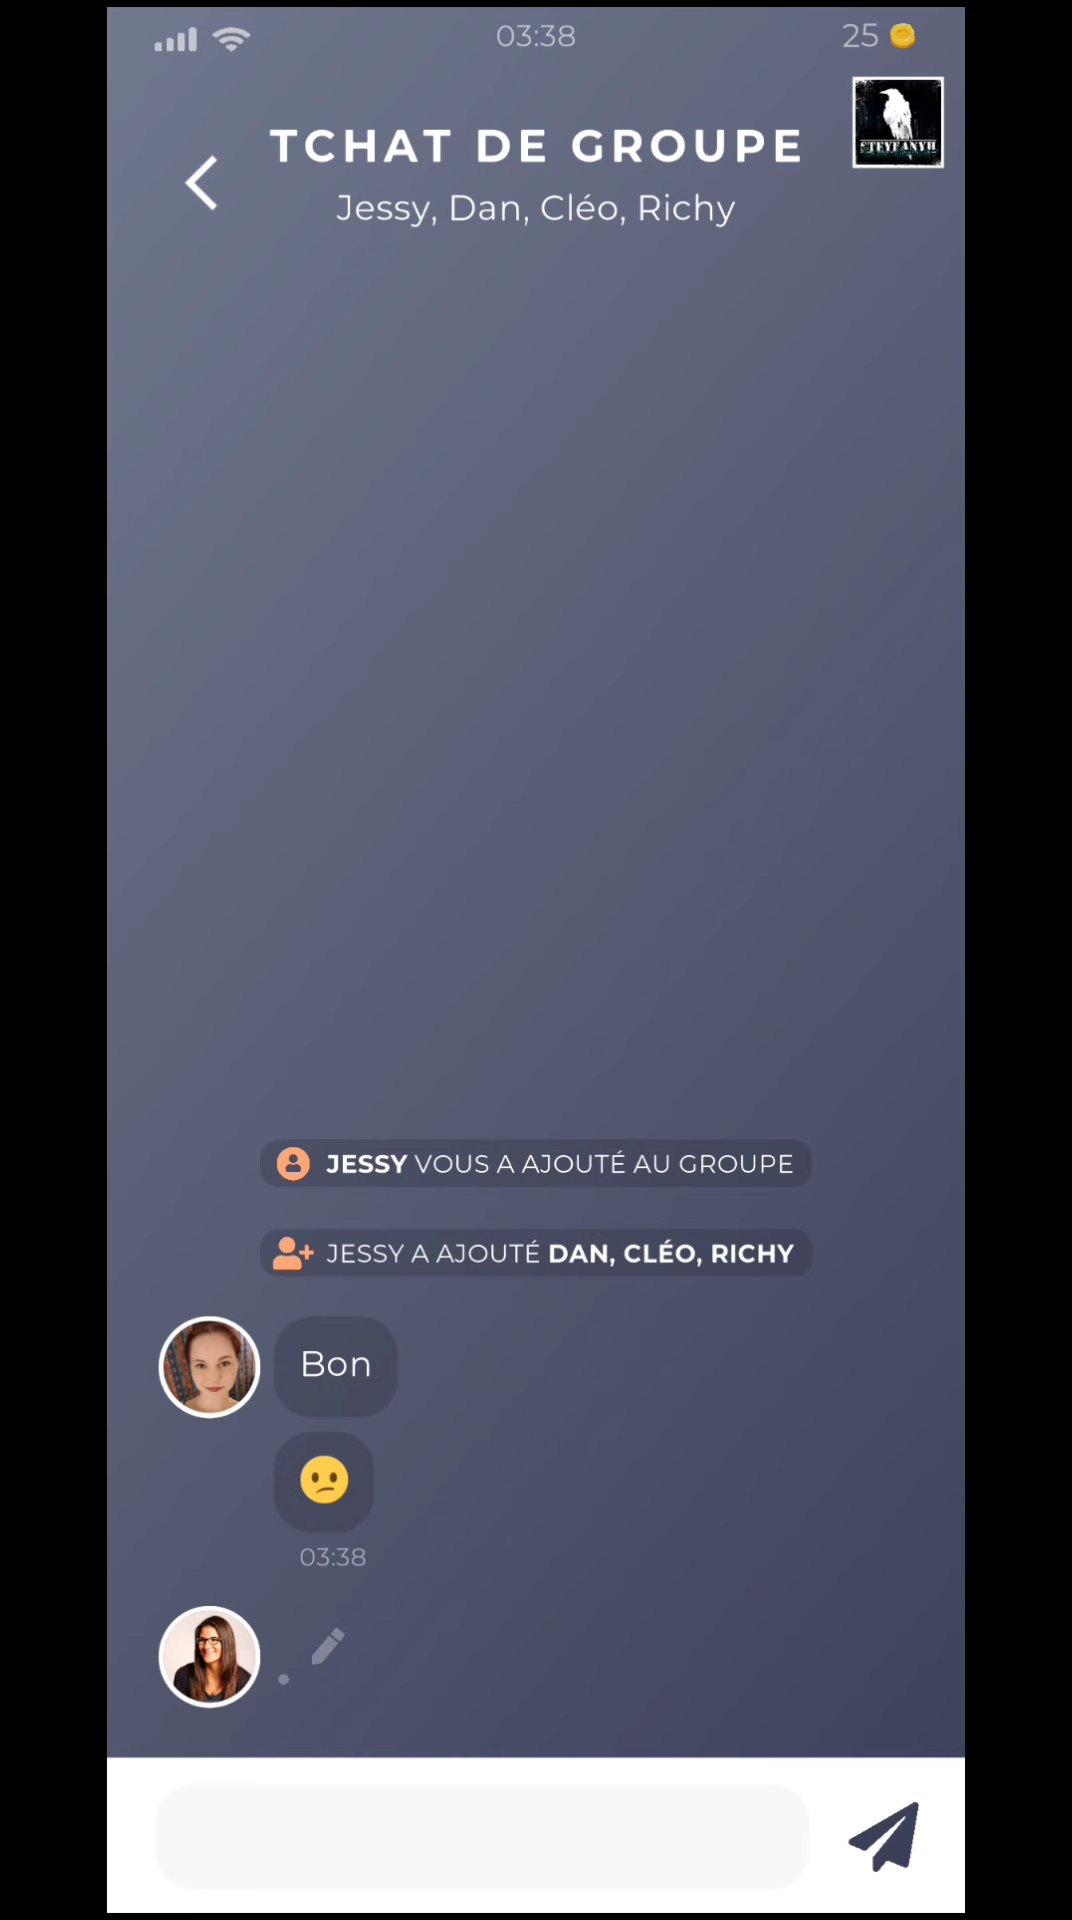 03:38
25
TCHAT DE GROUPE
STEYFANYH
Jessy, Dan, Cléo, Richy
JESSY VOUS A AJOUTÉ AU GROUPE
JESSY A AJOUTÉ DAN, CLÉO, RICHY
Bon
03:38